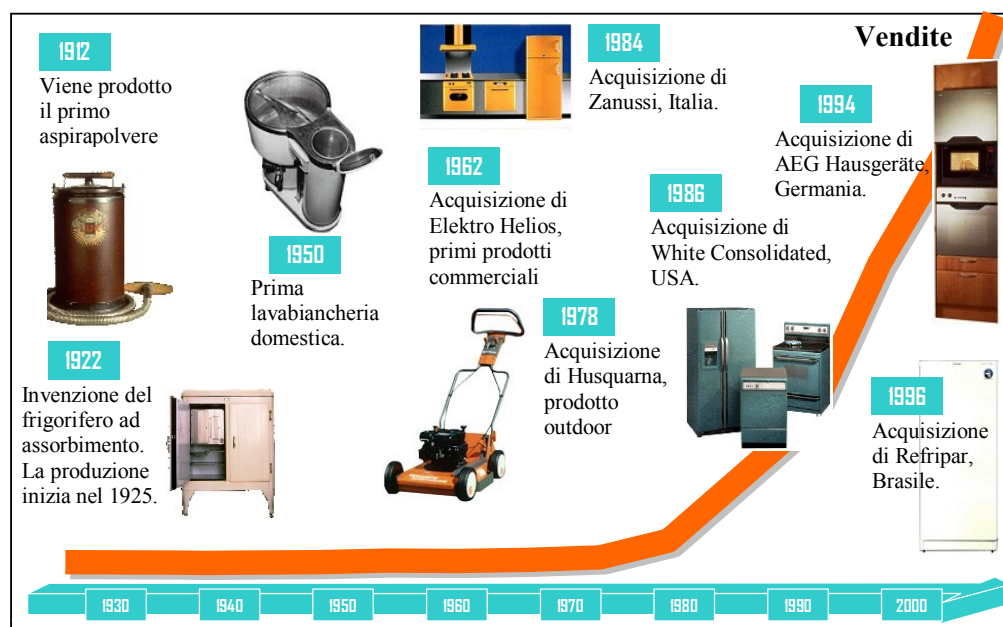 Vendite
1912
Viene prodotto
il primo
aspirapolvere
1922
Invenzione del
frigorifero ad
assorbimento.
La produzione
inizia nel 1925.
1950
Prima
lavabiancheria
domestica.
1962
Acquisizione di
Elektro Helios,
primi prodotti
commerciali
1978
Acquisizione
di Husquarna,
prodotto
outdoor
1984
Acquisizione di
Zanussi, Italia.
1986
Acquisizione di
White Consolidated,
USA.
1994
Acquisizione di
AEG Hausgeräte,
Germania.
1996
Acquisizione
di Refripar,
Brasile.
1930 1940 1950 1960 1970 1980 1990 2000